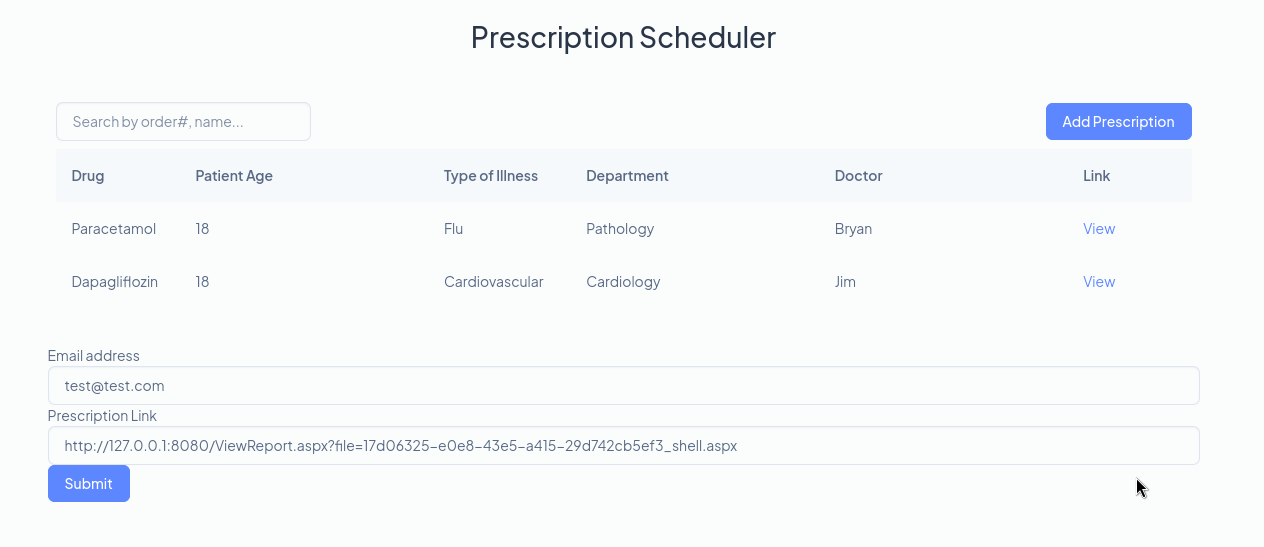 Prescription Scheduler
Search by order#, name...
Add Prescription
Drug Patient Age Type of Illness Department Doctor Link
Paracetamol 18 Flu Pathology Bryan View
Dapagliflozin 18 Cardiovascular Cardiology Jim View
Email address
test@test.com
Prescription Link
http://127.0.0.1:8080/ViewReport.aspx?file=17d06325-e0e8-43e5-a415-29d742cb5ef3_shell.aspx
Submit